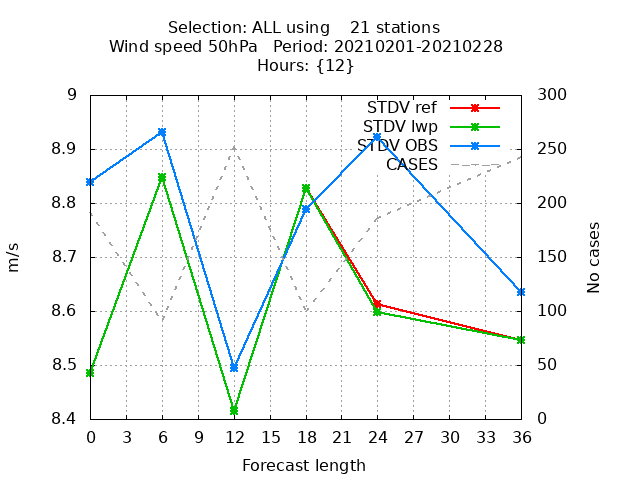 Selection: ALL using    21 stations
Wind speed 50hPa   Period: 20210201-20210228
Hours: {12}
9
8.9
8.8
8.7
8.6
8.5
8.4
m/s
STDV ref
STDV lwp
STDV OBS
CASES
300
250
200
150
100
50
0
No cases
0 3 6 9 12 15 18 21 24 27 30 33 36
Forecast length